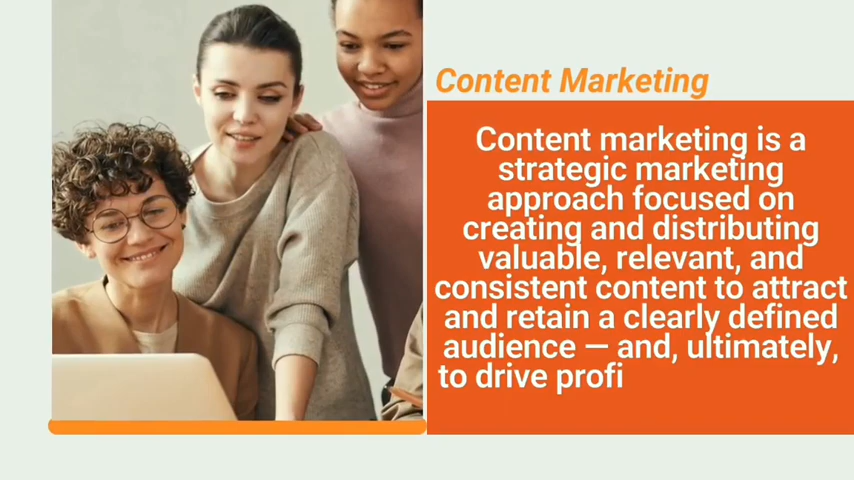 Content Marketing
Content marketing is a
strategic marketing
approach focused on
creating and distributing
valuable, relevant, and
consistent content to attract
and retain a clearly defined
audience — and, ultimately,
to drive profi